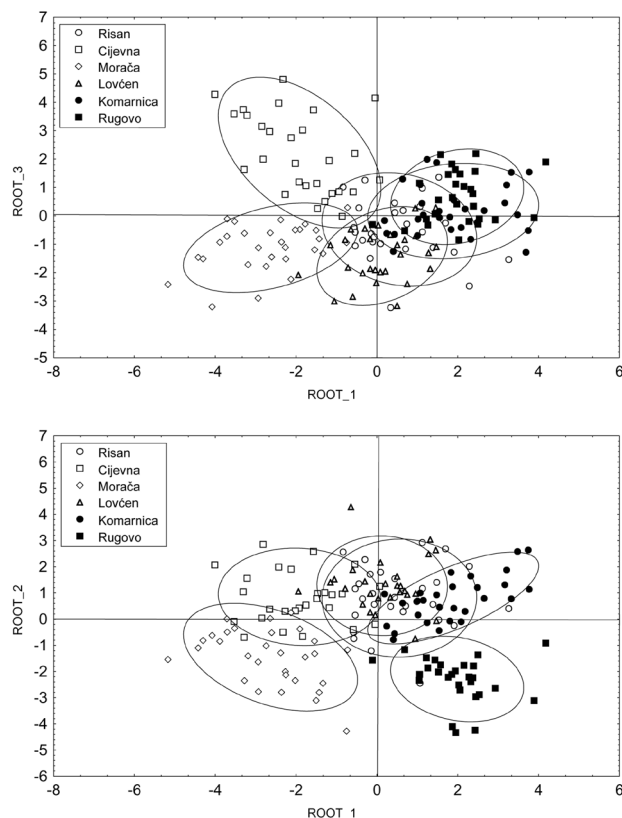 7
6
5
4
3
2
1
0
-1
-2
-3
-4
-5
ROOT_3
Risan
Cijevna
Morača
Lovćen
Komarnica
Rugovo
-8 -6 -4 -2 0 2 4 6
ROOT_1
7
6
5
4
3
2
1
0
-1
-2
-3
-4
-5
-6
ROOT_2
Risan
Cijevna
Morača
Lovćen
Komarnica
Rugovo
-8 -6 -4 -2 0 2 4 6
ROOT_1